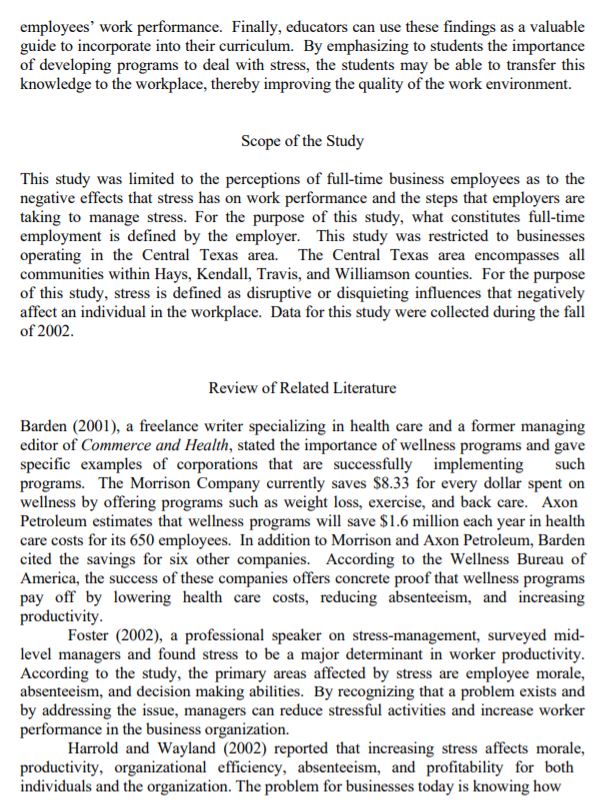 employees' work performance. Finally, educators can use these findings as a valuable
guide to incorporate into their curriculum. By emphasizing to students the importance
of developing programs to deal with stress, the students may be able to transfer this
knowledge to the workplace, thereby improving the quality of the work environment.
Scope of the Study
This study was limited to the perceptions of full-time business employees as to the
negative effects that stress has on work performance and the steps that employers are
taking to manage stress. For the purpose of this study, what constitutes full-time
employment is defined by the employer. This study was restricted to businesses
operating in the Central Texas area. The Central Texas area encompasses all
communities within Hays, Kendall, Travis, and Williamson counties. For the purpose
of this study, stress is defined as disruptive or disquieting influences that negatively
affect an individual in the workplace. Data for this study were collected during the fall
of 2002.
Review of Related Literature
Barden (2001), a freelance writer specializing in health care and a former managing
editor of Commerce and Health, stated the importance of wellness programs and gave
specific examples of corporations that are successfully implementing such
programs. The Morrison Company currently saves $8.33 for every dollar spent on
wellness by offering programs such as weight loss, exercise, and back care. Axon
Petroleum estimates that wellness programs will save $1.6 million each year in health
care costs for its 650 employees. In addition to Morrison and Axon Petroleum, Barden
cited the savings for six other companies. According to the Wellness Bureau of
America, the success of these companies offers concrete proof that wellness programs
pay off by lowering health care costs, reducing absenteeism, and increasing
productivity.
Foster (2002), a professional speaker on stress-management, surveyed mid-
level managers and found stress to be a major determinant in worker productivity.
According to the study, the primary areas affected by stress are employee morale,
absenteeism, and decision making abilities. By recognizing that a problem exists and
by addressing the issue, managers can reduce stressful activities and increase worker
performance in the business organization.
Harrold and Wayland (2002) reported that increasing stress affects morale,
productivity, organizational efficiency, absenteeism, and profitability for both
individuals and the organization. The problem for businesses today is knowing how